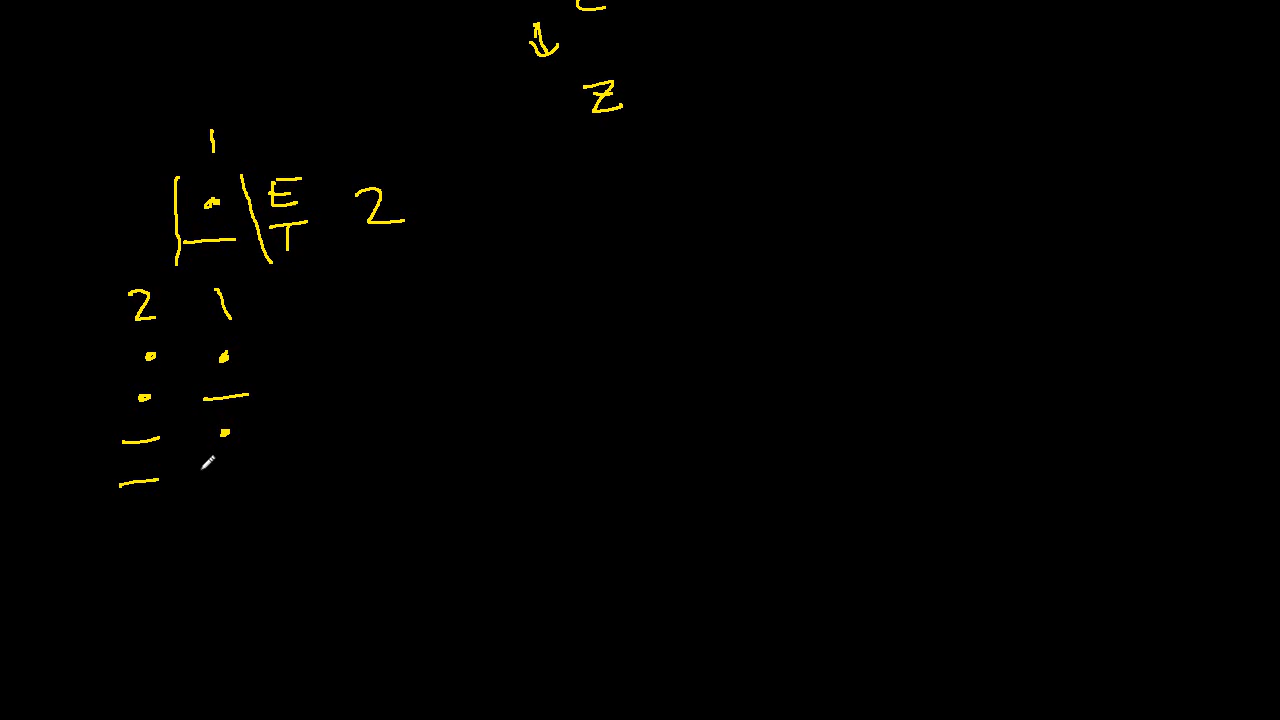 ↓
Z
1
| • | E 2
— T
2 1
• •
• —
— •
—